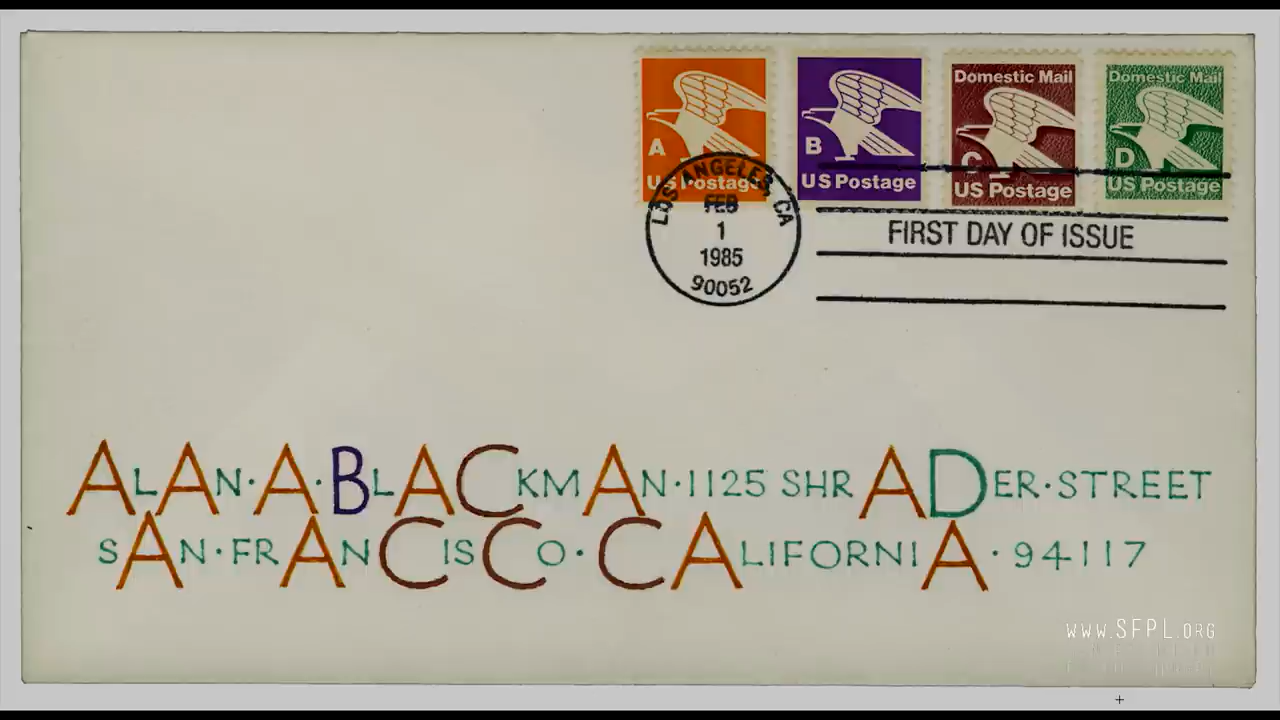 Domestic Mail
Domestic Mail
A
B
C
D
US Postage
US Postage
US Postage
US Postage
LOS ANGELES, CA
FEB
1
1985
90052
FIRST DAY OF ISSUE
ALAN·A·BLACKMAN·1125 SHRADER·STREET
SAN·FRANCISCO·CALIFORNIA·94117
WWW.SFPL.ORG